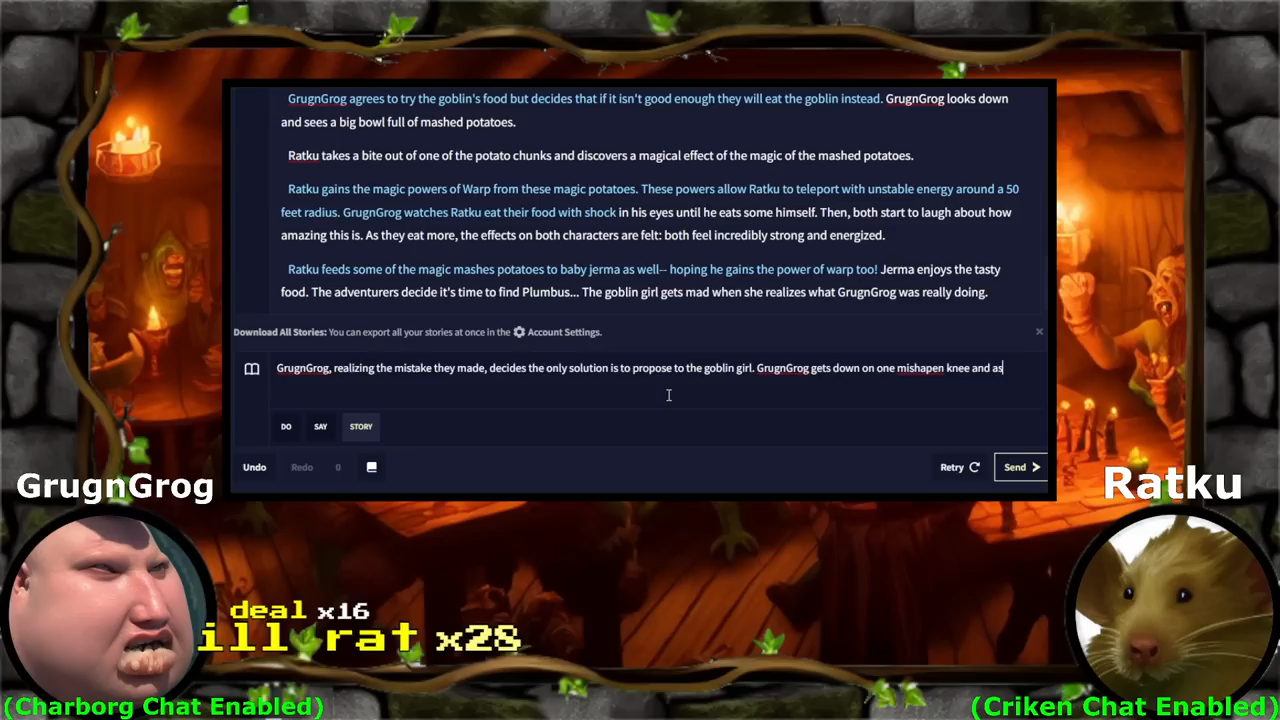 GrugnGrog agrees to try the goblin's food but decides that if it isn't good enough they will eat the goblin instead. GrugnGrog looks down
and sees a big bowl full of mashed potatoes.
Ratku takes a bite out of one of the potato chunks and discovers a magical effect of the magic of the mashed potatoes.
Ratku gains the magic powers of Warp from these magic potatoes. These powers allow Ratku to teleport with unstable energy around a 50
feet radius. GrugnGrog watches Ratku eat their food with shock in his eyes until he eats some himself. Then, both start to laugh about how
amazing this is. As they eat more, the effects on both characters are felt: both feel incredibly strong and energized.
Ratku feeds some of the magic mashes potatoes to baby jerma as well-- hoping he gains the power of warp too! Jerma enjoys the tasty
food. The adventurers decide it's time to find Plumbus... The goblin girl gets mad when she realizes what GrugnGrog was really doing.
Download All Stories: You can export all your stories at once in the Account Settings.
GrugnGrog, realizing the mistake they made, decides the only solution is to propose to the goblin girl. GrugnGrog gets down on one mishapen knee and as
DO SAY STORY
Undo Redo 0 Retry Send
GrugnGrog
Ratku
deal x16
ill rat x28
(Charborg Chat Enabled)
(Criken Chat Enabled)